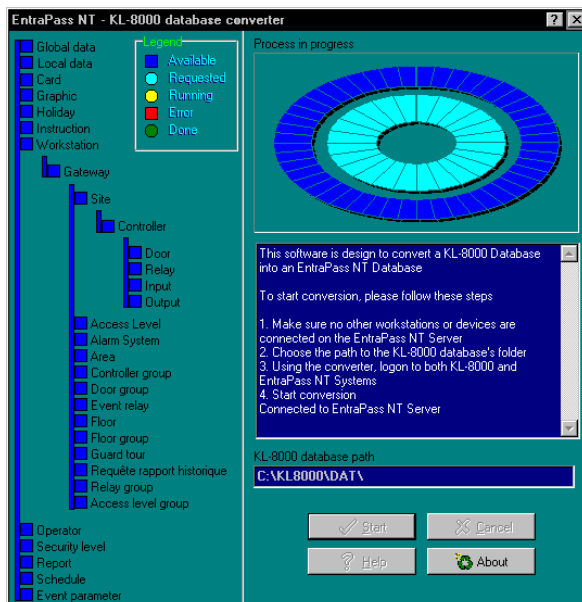 EntraPass NT - KL-8000 database converter
Global data
Local data
Card
Graphic
Holiday
Instruction
Workstation
Gateway
Site
Controller
Door
Relay
Input
Output
Access Level
Alarm System
Area
Controller group
Door group
Event relay
Floor
Floor group
Guard tour
Requête rapport historique
Relay group
Access level group
Operator
Security level
Report
Schedule
Event parameter
Legend
Available
Requested
Running
Error
Done
Process in progress
This software is design to convert a KL-8000 Database
into an EntraPass NT Database
To start conversion, please follow these steps
1. Make sure no other workstations or devices are
connected on the EntraPass NT Server
2. Choose the path to the KL-8000 database's folder
3. Using the converter, logon to both KL-8000 and
EntraPass NT Systems
4. Start conversion
Connected to EntraPass NT Server
KL-8000 database path
C:\KL8000\DAT\
Start
Cancel
Help
About